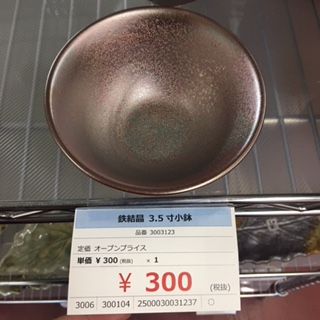 鉄結晶 3.5寸小鉢
品番 3003123
定価 オープンプライス
単価 ¥300 (税抜) × 1
¥ 300 (税抜)
3006 300104 2500030031237 ○